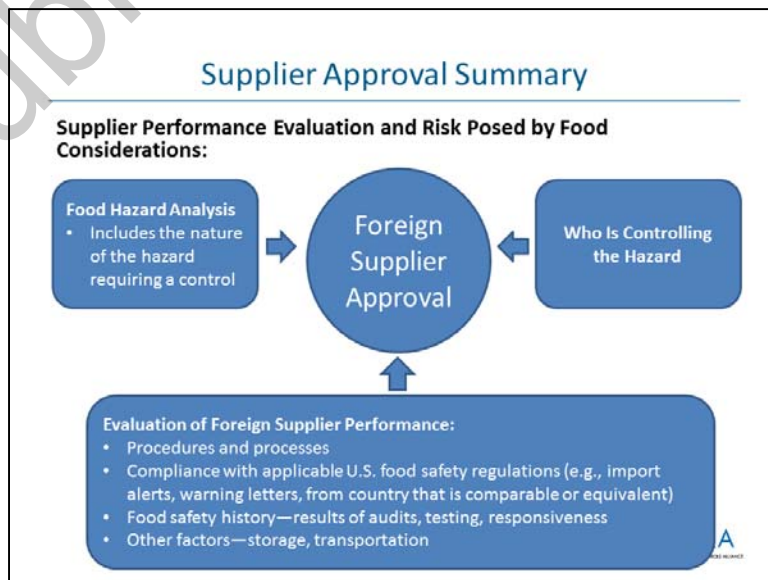 Supplier Approval Summary
Supplier Performance Evaluation and Risk Posed by Food
Considerations:
Food Hazard Analysis
• Includes the nature
of the hazard
requiring a control
Foreign
Supplier
Approval
Who Is Controlling
the Hazard
Evaluation of Foreign Supplier Performance:
• Procedures and processes
• Compliance with applicable U.S. food safety regulations (e.g., import
alerts, warning letters, from country that is comparable or equivalent)
• Food safety history—results of audits, testing, responsiveness
• Other factors—storage, transportation
A